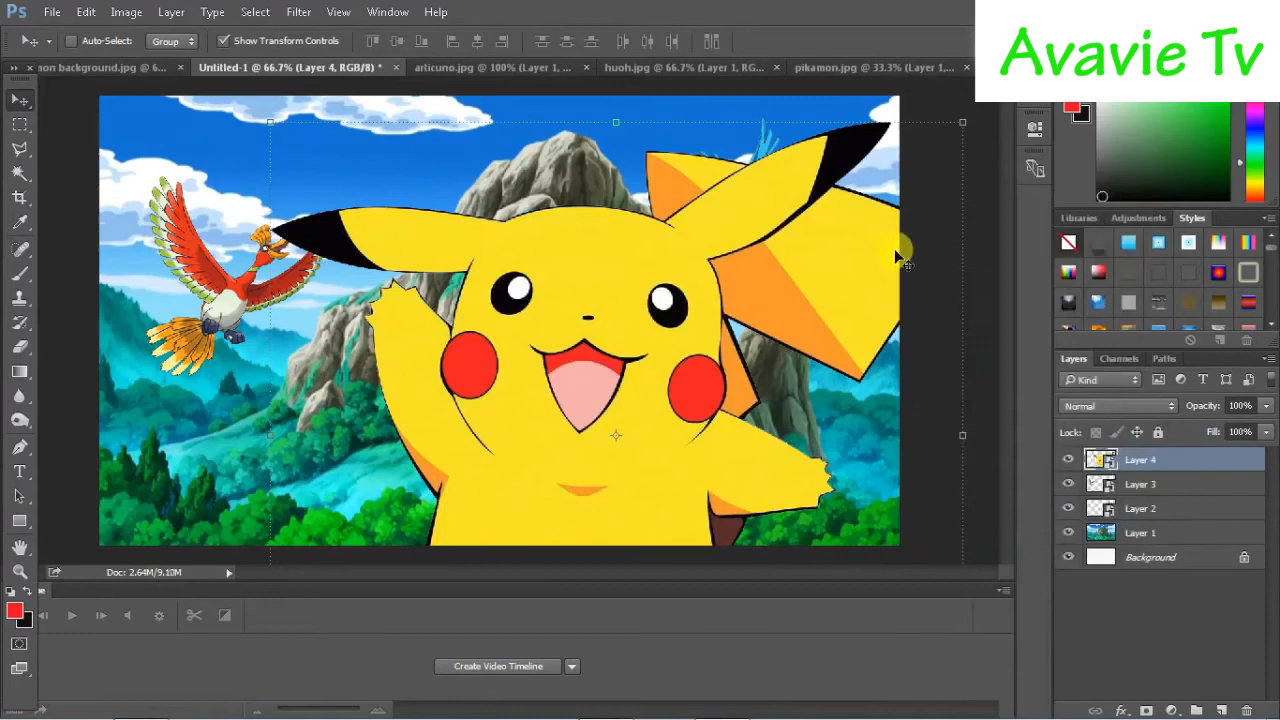 Ps File Edit Image Layer Type Select Filter View Window Help
Avavie Tv
Auto-Select: Group Show Transform Controls
mon background.jpg @ 6... × Untitled-1 @ 66.7% (Layer 4, RGB/8) * × arlicuno.jpg @ 100% (Layer 1, ... × huoh.jpg @ 66.7% (Layer 1, RG... × pikamon.jpg @ 33.3% (Layer 1,... ×
Libraries Adjustments Styles
Layers Channels Paths
Kind
Normal Opacity: 100%
Lock: Fill: 100%
Layer 4
Layer 3
Layer 2
Layer 1
Background
Doc: 2.64M/9.10M
Create Video Timeline